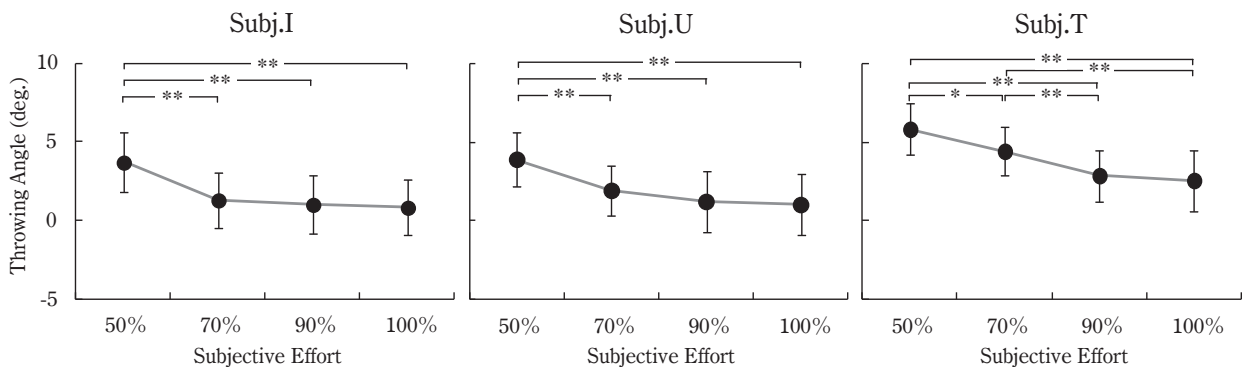 Subj.I
Subj.U
Subj.T
Throwing Angle (deg.)
10
5
0
-5
**
**
**
**
**
**
**
**
**
*
**
50% 70% 90% 100%
50% 70% 90% 100%
50% 70% 90% 100%
Subjective Effort
Subjective Effort
Subjective Effort